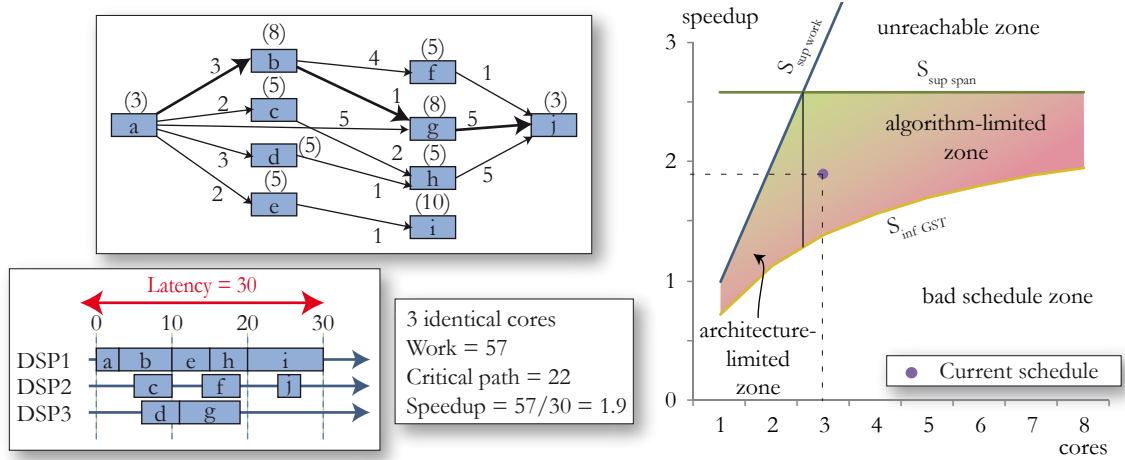 (8)
b
(5)
f
3
4
1
(5)
c
(3)
a
2
5
1
(8)
g
5
(3)
j
d
(5)
3
2
(5)
h
1
5
2
(5)
e
(10)
i
1
Latency = 30
0 10 20 30
DSP1 a b e h i
DSP2 c f j
DSP3 d g
3 identical cores
Work = 57
Critical path = 22
Speedup = 57/30 = 1.9
speedup
3
2
1
0
S sup work
unreachable zone
S sup span
algorithm-limited
zone
S inf GST
bad schedule zone
architecture-
limited
zone
Current schedule
1 2 3 4 5 6 7 8
cores